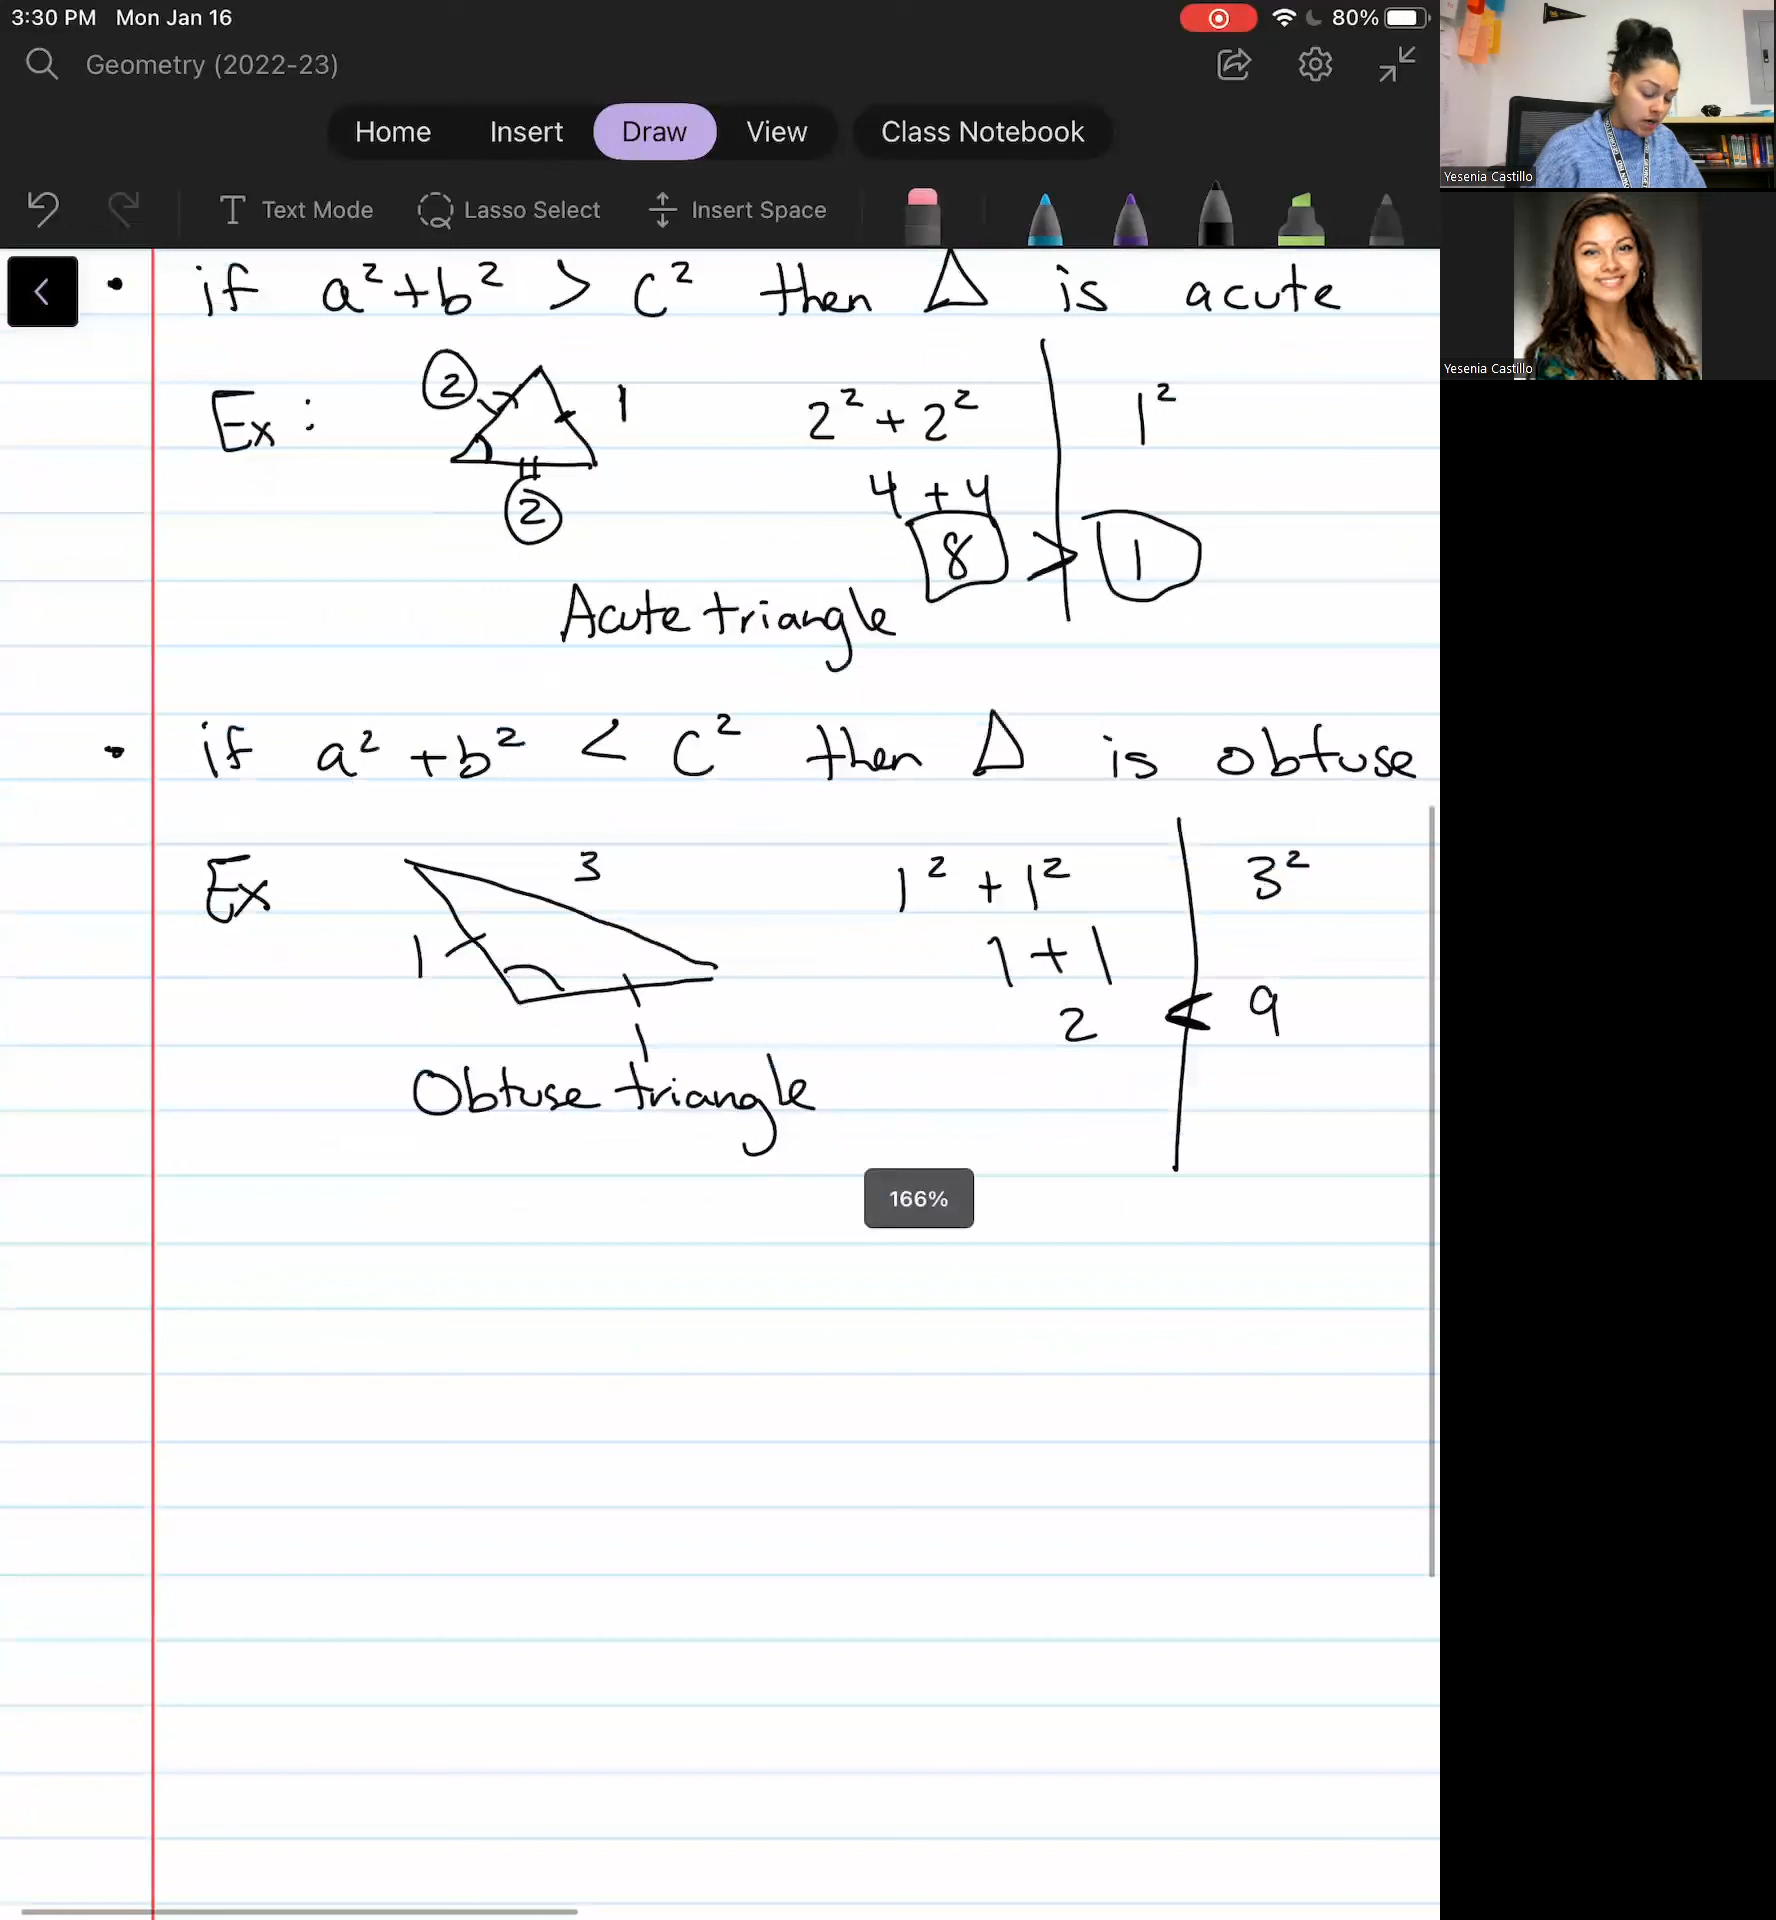 3:30 PM Mon Jan 16 80%
Geometry (2022-23)
Home Insert Draw View Class Notebook
Text Mode Lasso Select Insert Space
Yesenia Castillo
Yesenia Castillo
• if a² + b² > c² then △ is acute
Ex: 2 1 2² + 2² 1²
2 4 + 4
8 > 1
Acute triangle
• if a² + b² < c² then △ is obtuse
Ex 3 1² + 1² 3²
1 1 + 1
1 2 < 9
Obtuse triangle
166%